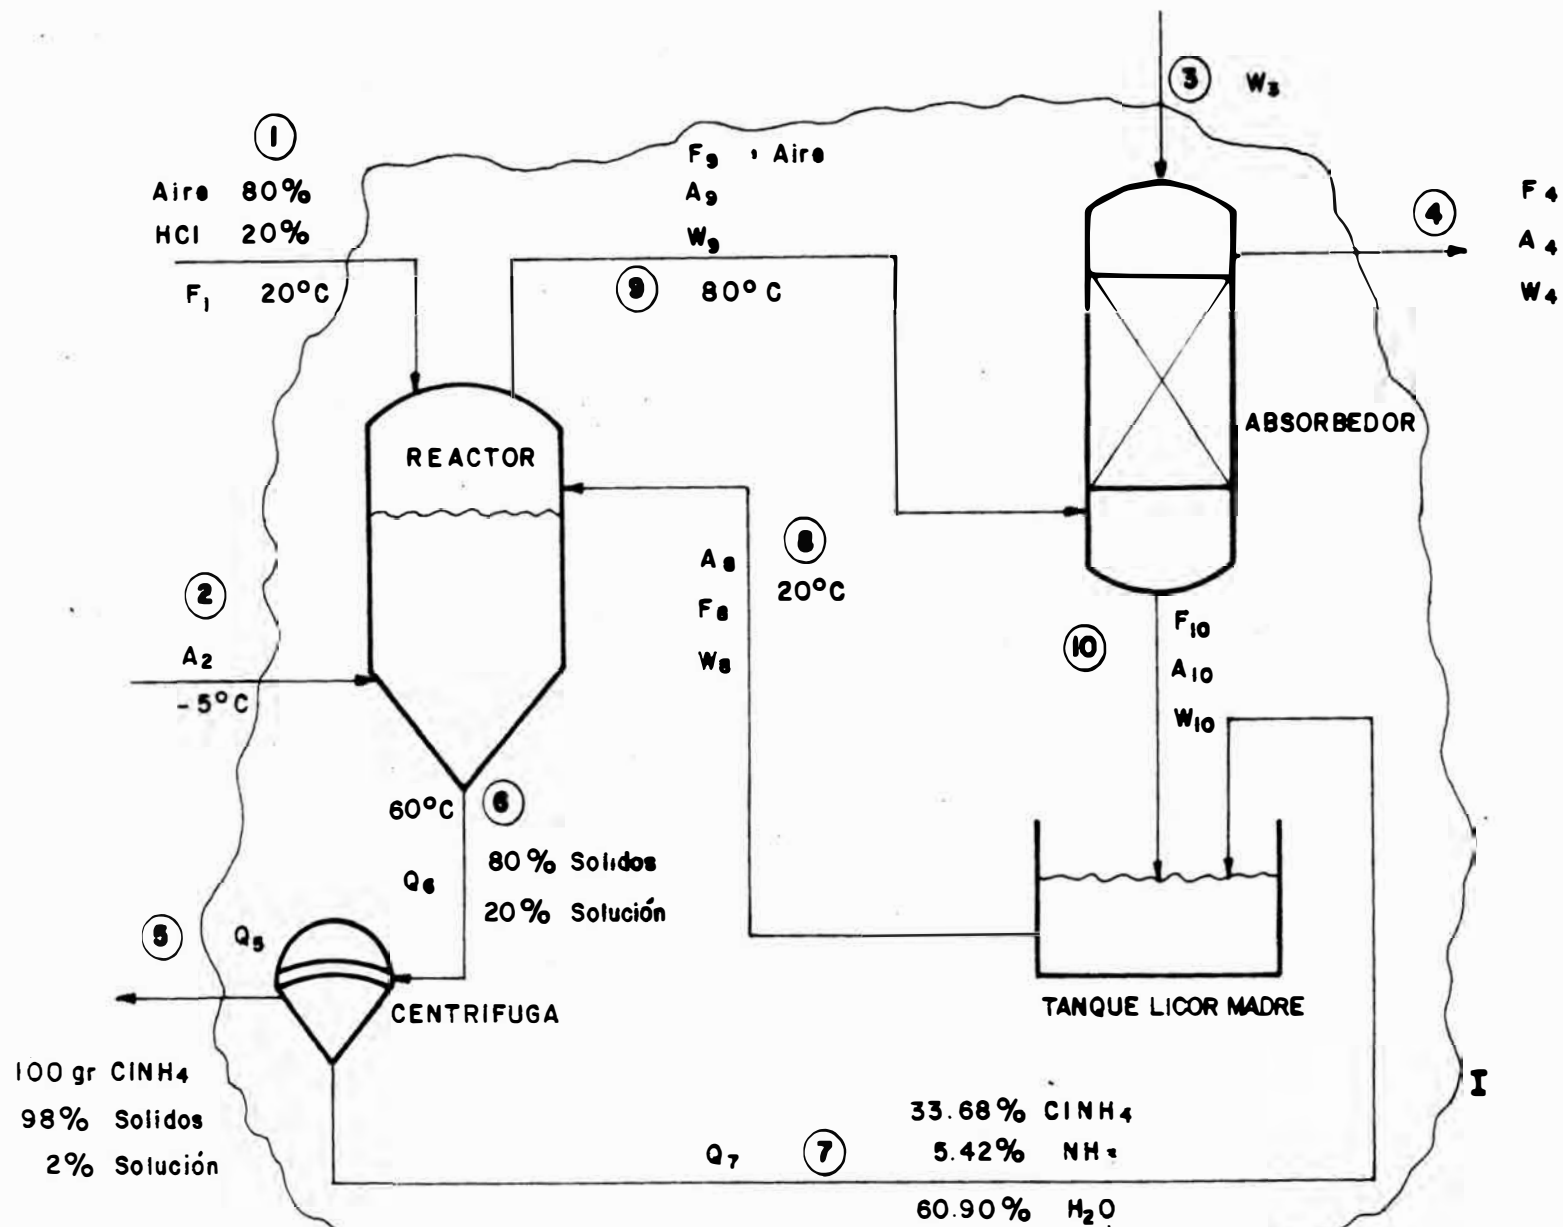 3 W₃
1
Aire 80%
HCl 20%
F₁ 20°C
F₉ , Aire
A₉
W₉
9 80°C
4
F₄
A₄
W₄
ABSORBEDOR
REACTOR
8
20°C
A₈
F₈
W₈
2
A₂
-5°C
10
F₁₀
A₁₀
W₁₀
60°C 6
Q₆
80% Solidos
20% Solución
5 Q₅
CENTRIFUGA
TANQUE LICOR MADRE
100 gr ClNH₄
98% Solidos
2% Solución
I
Q₇ 7
33.68% ClNH₄
5.42% NH₃
60.90% H₂O